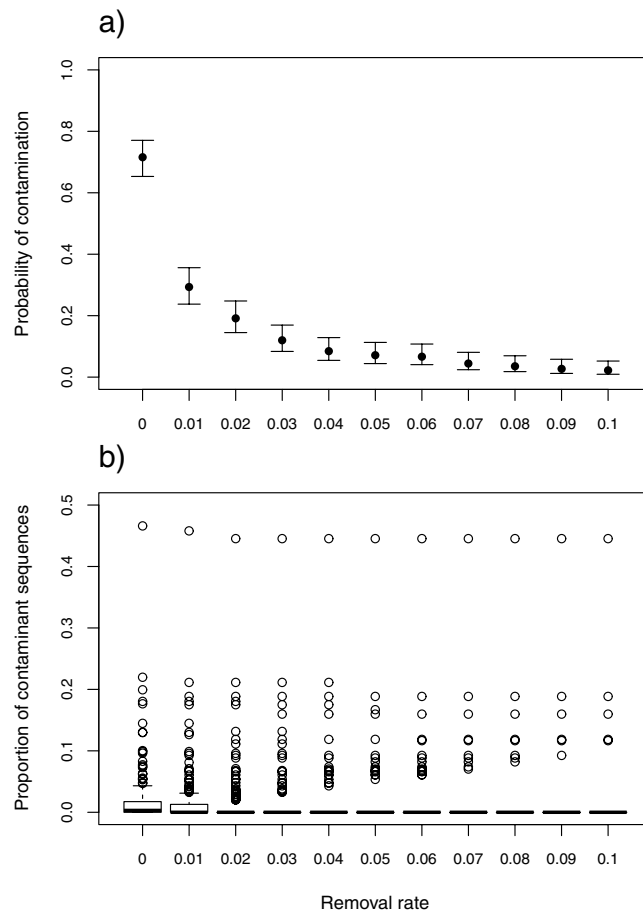 a)
Probability of contamination
1.0
0.8
0.6
0.4
0.2
0.0
0 0.01 0.02 0.03 0.04 0.05 0.06 0.07 0.08 0.09 0.1
b)
Proportion of contaminant sequences
0.5
0.4
0.3
0.2
0.1
0.0
0 0.01 0.02 0.03 0.04 0.05 0.06 0.07 0.08 0.09 0.1
Removal rate